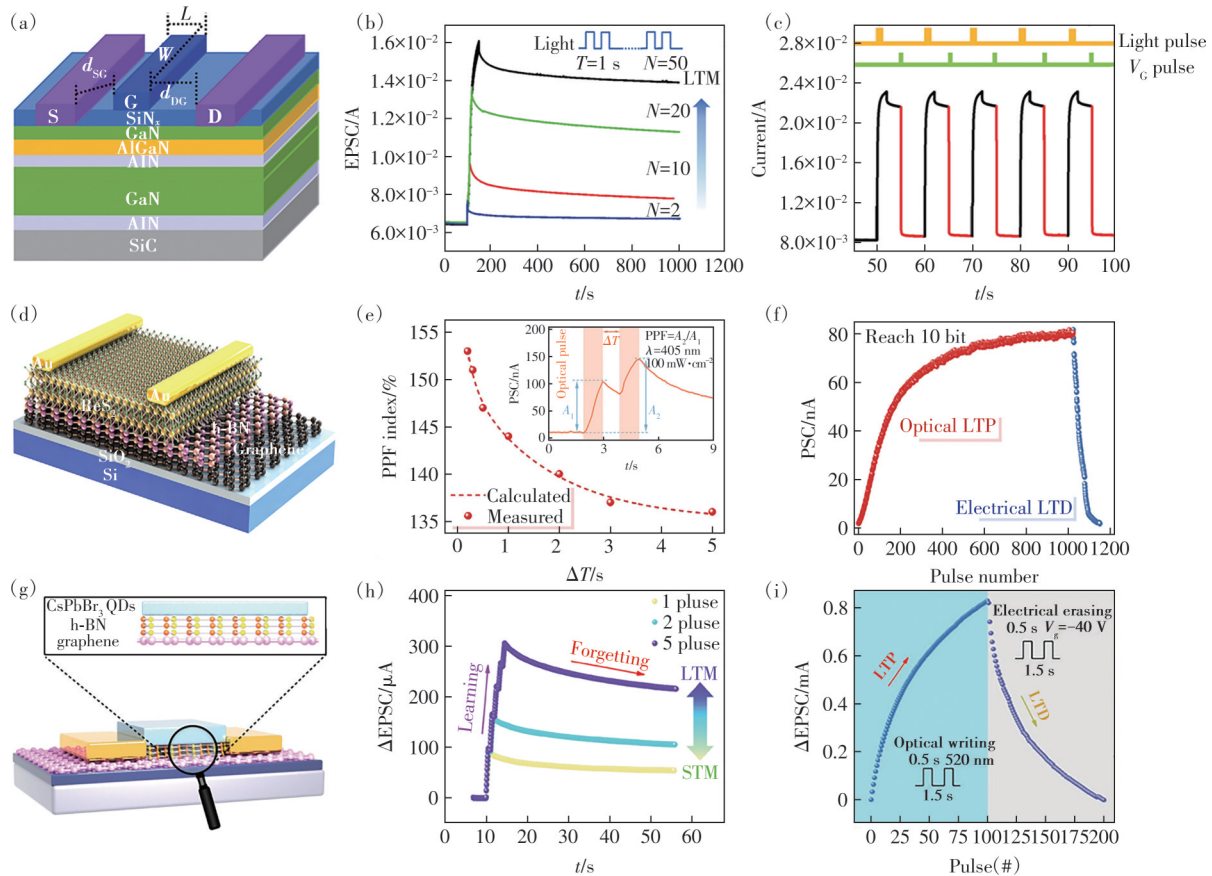 (a)
L
W
d_SG
d_DG
G
S
D
SiN_x
GaN
AlGaN
AlN
GaN
AlN
SiC
(b)
EPSC/A
1.6×10⁻²
1.4×10⁻²
1.2×10⁻²
1.0×10⁻²
8.0×10⁻³
6.0×10⁻³
Light
T=1 s N=50
LTM
N=20
N=10
N=2
0 200 400 600 800 1000 1200
t/s
(c)
Current/A
2.8×10⁻²
2.4×10⁻²
2.0×10⁻²
1.6×10⁻²
1.2×10⁻²
8.0×10⁻³
Light pulse
V_G pulse
50 60 70 80 90 100
t/s
(d)
Au
Au
ReS₂
h-BN
Graphene
SiO₂
Si
(e)
PPF index/%
155
150
145
140
135
Calculated
Measured
0 1 2 3 4 5
ΔT/s
PSC/nA
200
150
100
50
0
Optical pulse
ΔT
PPF=A₂/A₁
λ=405 nm
100 mW·cm⁻²
A₁
A₂
0 3 6 9
t/s
(f)
PSC/nA
80
60
40
20
0
Reach 10 bit
Optical LTP
Electrical LTD
0 200 400 600 800 1000 1200
Pulse number
(g)
CsPbBr₃ QDs
h-BN
graphene
(h)
ΔEPSC/μA
400
300
200
100
0
1 pluse
2 pluse
5 pluse
Learning
Forgetting
LTM
STM
0 10 20 30 40 50 60
t/s
(i)
ΔEPSC/mA
0.8
0.6
0.4
0.2
0
LTP
Optical writing
0.5 s 520 nm
1.5 s
Electrical erasing
0.5 s V_g=−40 V
1.5 s
LTD
0 25 50 75 100 125 150 175 200
Pulse(#)